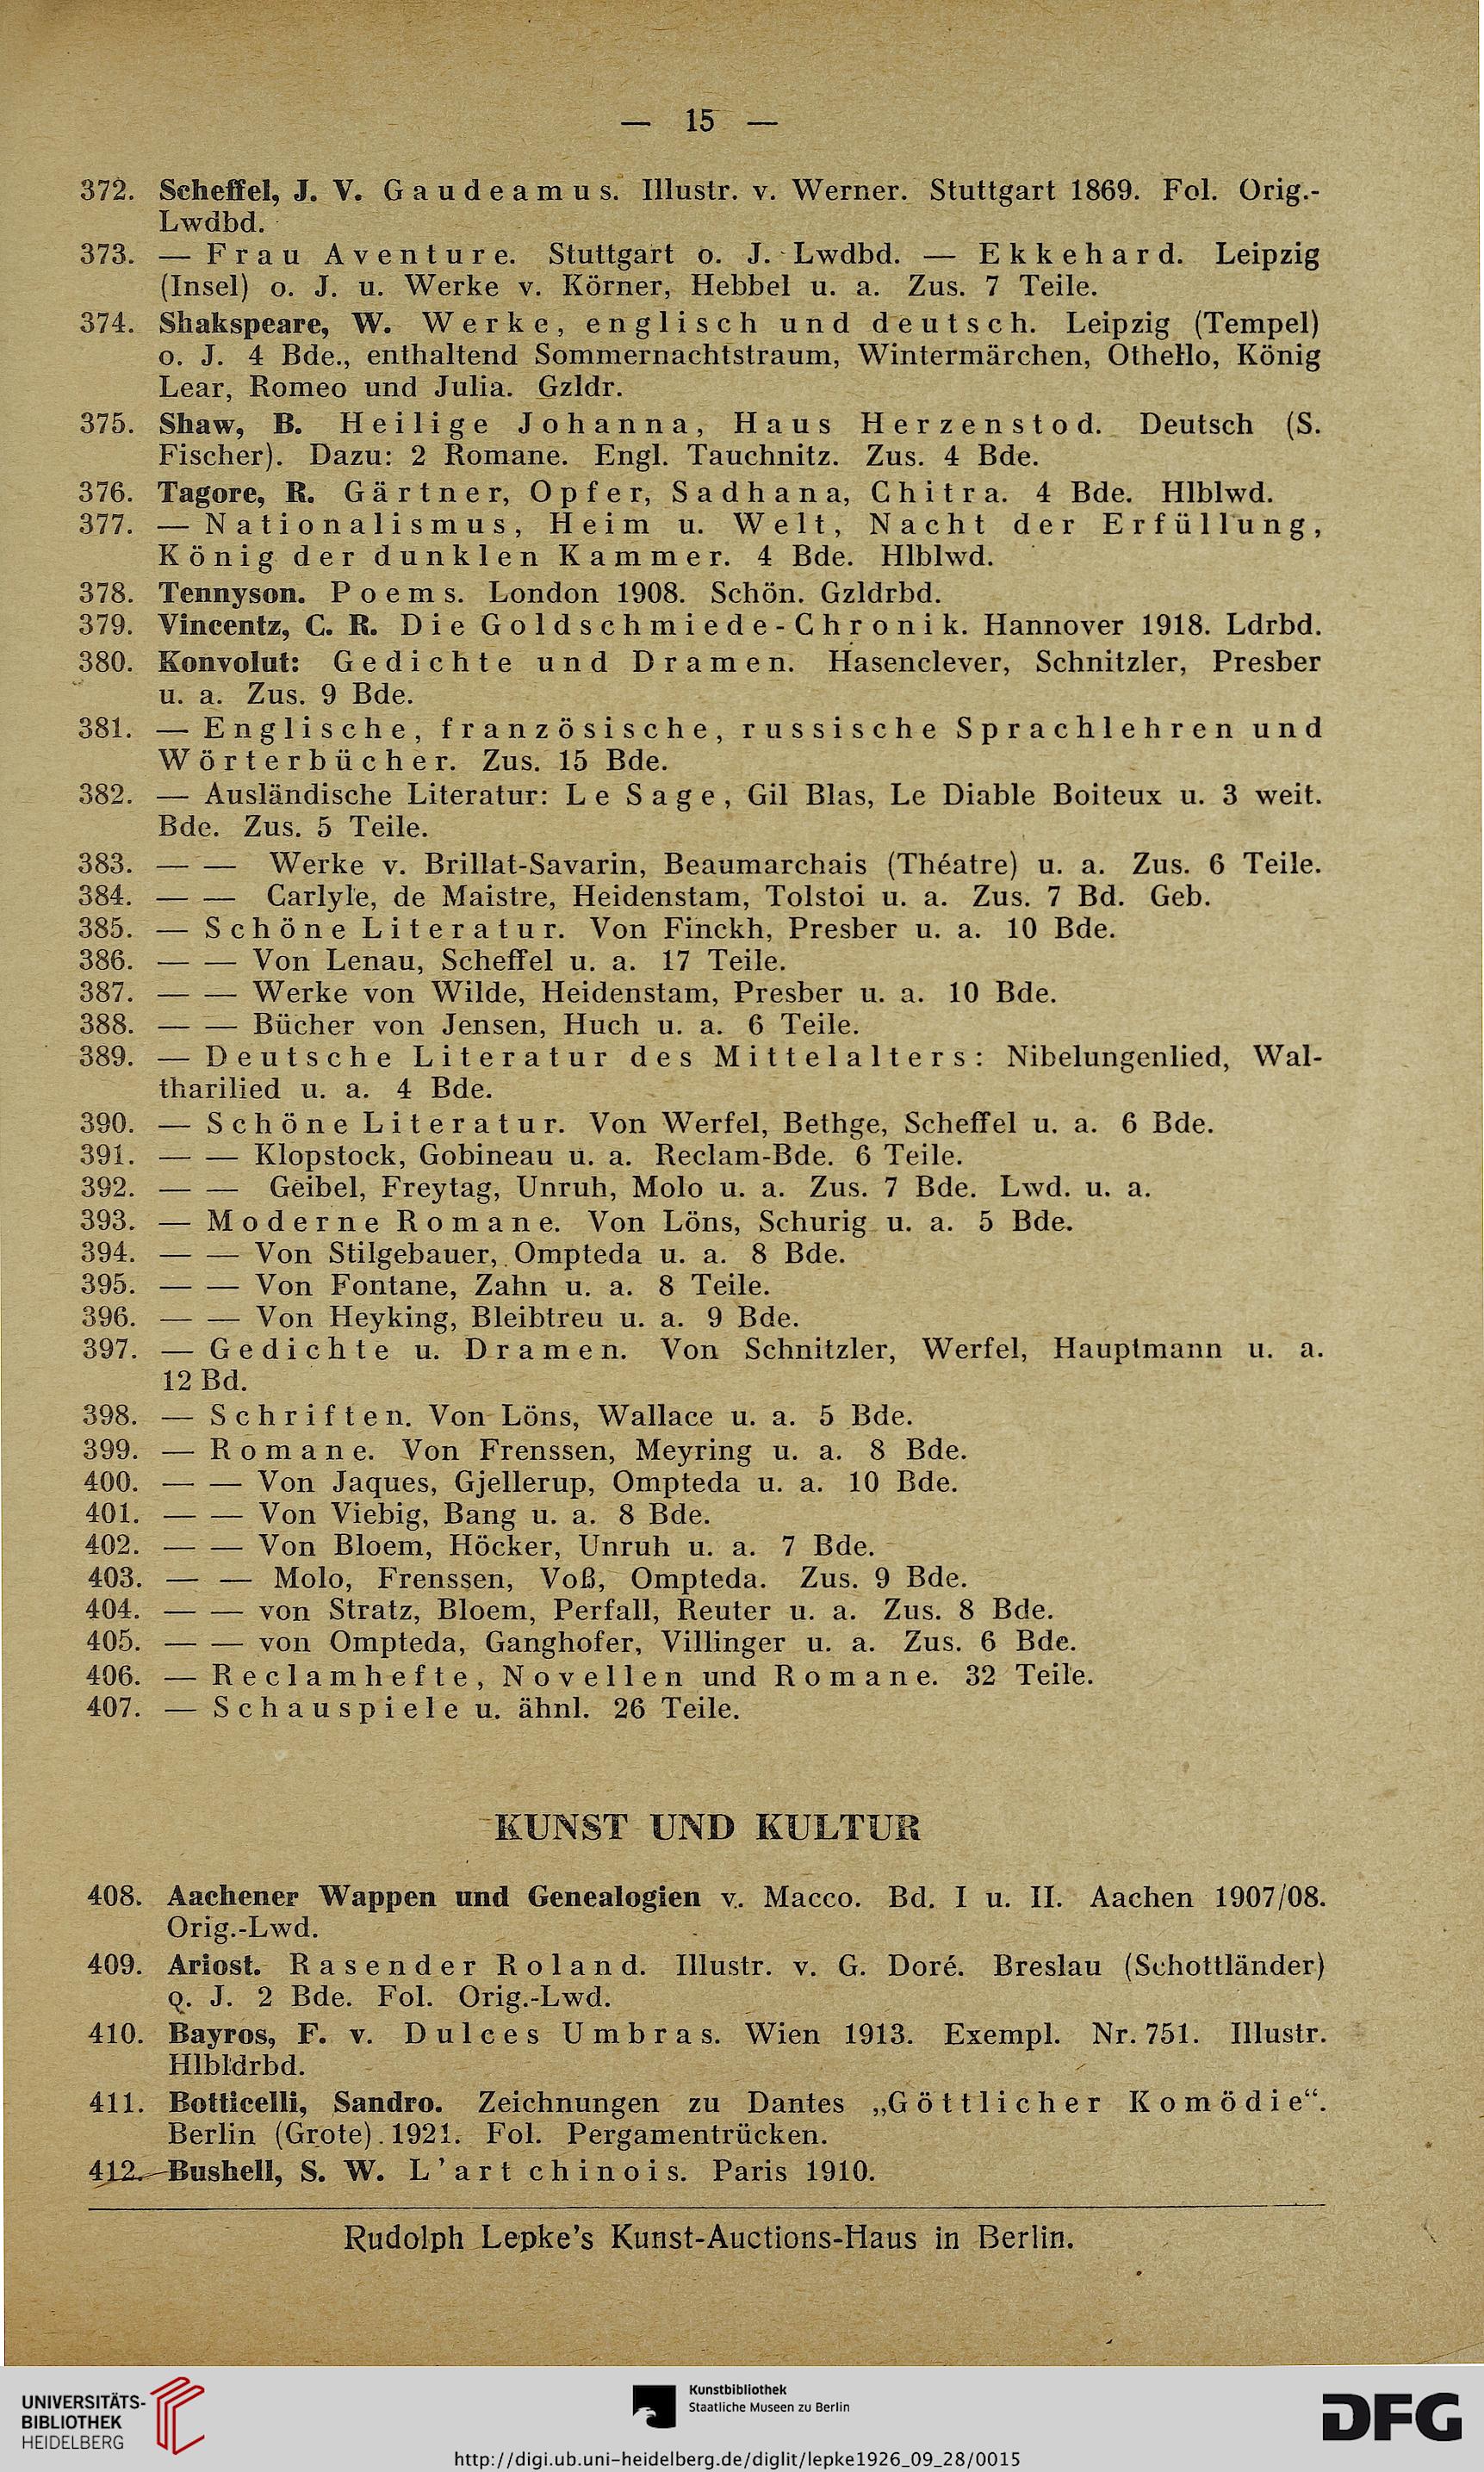 — 15 —
372. Scheffel, J. V. Gaudeamus. Illustr. v. Werner. Stuttgart 1869. Fol. Orig.-
Lwdbd.
373. — Frau Aventure. Stuttgart o. J. Lwdbd. — Ekkehard. Leipzig
(Insel) o. J. u. Werke v. Körner, Hebbel u. a. Zus. 7 Teile.
374. Shakspeare, W. Werke, englisch und deutsch. Leipzig (Tempel)
o. J. 4 Bde., enthaltend Sommernachtstraum, Wintermärchen, Othello, König
Lear, Romeo und Julia. Gzldr.
375. Shaw, B. Heilige Johanna, Haus Herzenstod. Deutsch (S.
Fischer). Dazu: 2 Romane. Engl. Tauchnitz. Zus. 4 Bde.
376. Tagore, R. Gärtner, Opfer, Sadhana, Chitra. 4 Bde. Hlblwd.
377. — Nationalismus, Heim u. Welt, Nacht der Erfüllung,
König der dunklen Kammer. 4 Bde. Hlblwd.
378. Tennyson. Poems. London 1908. Schön. Gzldrbd.
379. Vincentz, C. R. Die Goldschmiede-Chronik. Hannover 1918. Ldrbd.
380. Konvolut: Gedichte und Dramen. Hasenclever, Schnitzler, Presber
u. a. Zus. 9 Bde.
381. — Englische, französische, russische Sprachlehren und
Wörterbücher. Zus. 15 Bde.
382. — Ausländische Literatur: Le Sage, Gil Blas, Le Diable Boiteux u. 3 weit.
Bde. Zus. 5 Teile.
383. — — Werke v. Brillat-Savarin, Beaumarchais (Théatre) u. a. Zus. 6 Teile.
384. — — Carlyle, de Maistre, Heidenstam, Tolstoi u. a. Zus. 7 Bd. Geb.
385. — Schöne Literatur. Von Finckh, Presber u. a. 10 Bde.
386. — — Von Lenau, Scheffel u. a. 17 Teile.
387. — — Werke von Wilde, Heidenstam, Presber u. a. 10 Bde.
388. — — Bücher von Jensen, Huch u. a. 6 Teile.
389. — Deutsche Literatur des Mittelalters: Nibelungenlied, Wal-
tharilied u. a. 4 Bde.
390. — Schöne Literatur. Von Werfel, Bethge, Scheffel u. a. 6 Bde.
391. — — Klopstock, Gobineau u. a. Reclam-Bde. 6 Teile.
392. — — Geibel, Freytag, Unruh, Molo u. a. Zus. 7 Bde. Lwd. u. a.
393. — Moderne Romane. Von Löns, Schurig u. a. 5 Bde.
394. — — Von Stilgebauer, Ompteda u. a. 8 Bde.
395. — — Von Fontane, Zahn u. a. 8 Teile.
396. — — Von Heyking, Bleibtreu u. a. 9 Bde.
397. — Gedichte u. Dramen. Von Schnitzler, Werfel, Hauptmann u. a.
12 Bd.
398. — Schriften. Von Löns, Wallace u. a. 5 Bde.
399. — Romane. Von Frenssen, Meyring u. a. 8 Bde.
400. — — Von Jaques, Gjellerup, Ompteda u. a. 10 Bde.
401. — — Von Viebig, Bang u. a. 8 Bde.
402. — — Von Bloem, Höcker, Unruh u. a. 7 Bde.
403. — — Molo, Frenssen, Voß, Ompteda. Zus. 9 Bde.
404. — — von Stratz, Bloem, Perfall, Reuter u. a. Zus. 8 Bde.
405. — — von Ompteda, Ganghofer, Villinger u. a. Zus. 6 Bde.
406. — Reclamhefte, Novellen und Romane. 32 Teile.
407. — Schauspiele u. ähnl. 26 Teile.
KUNST UND KULTUR
408. Aachener Wappen und Genealogien v. Macco. Bd. I u. II. Aachen 1907/08.
Orig.-Lwd.
409. Ariost. Rasender Roland. Illustr. v. G. Doré. Breslau (Schottländer)
o. J. 2 Bde. Fol. Orig.-Lwd.
410. Bayros, F. v. Dulces Umbras. Wien 1913. Exempl. Nr. 751. Illustr.
Hlbldrbd.
411. Botticelli, Sandro. Zeichnungen zu Dantes „Göttlicher Komödie“.
Berlin (Grote). 1921. Fol. Pergamentrücken.
412. Bushell, S. W. L'art chinois. Paris 1910.
Rudolph Lepke's Kunst-Auctions-Haus in Berlin.
UNIVERSITÄTS-
BIBLIOTHEK
HEIDELBERG
Kunstbibliothek
Staatliche Museen zu Berlin
DFG
http://digi.ub.uni-heidelberg.de/diglit/lepke1926_09_28/0015